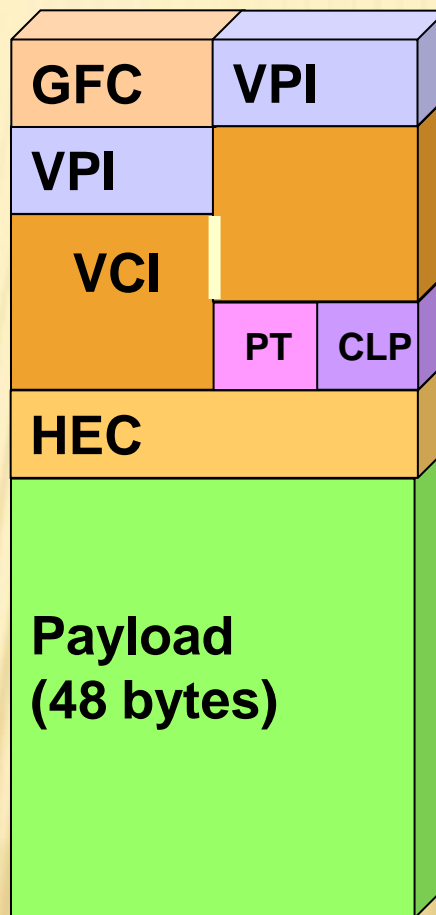 GFC VPI
VPI
VCI
PT CLP
HEC
Payload
(48 bytes)